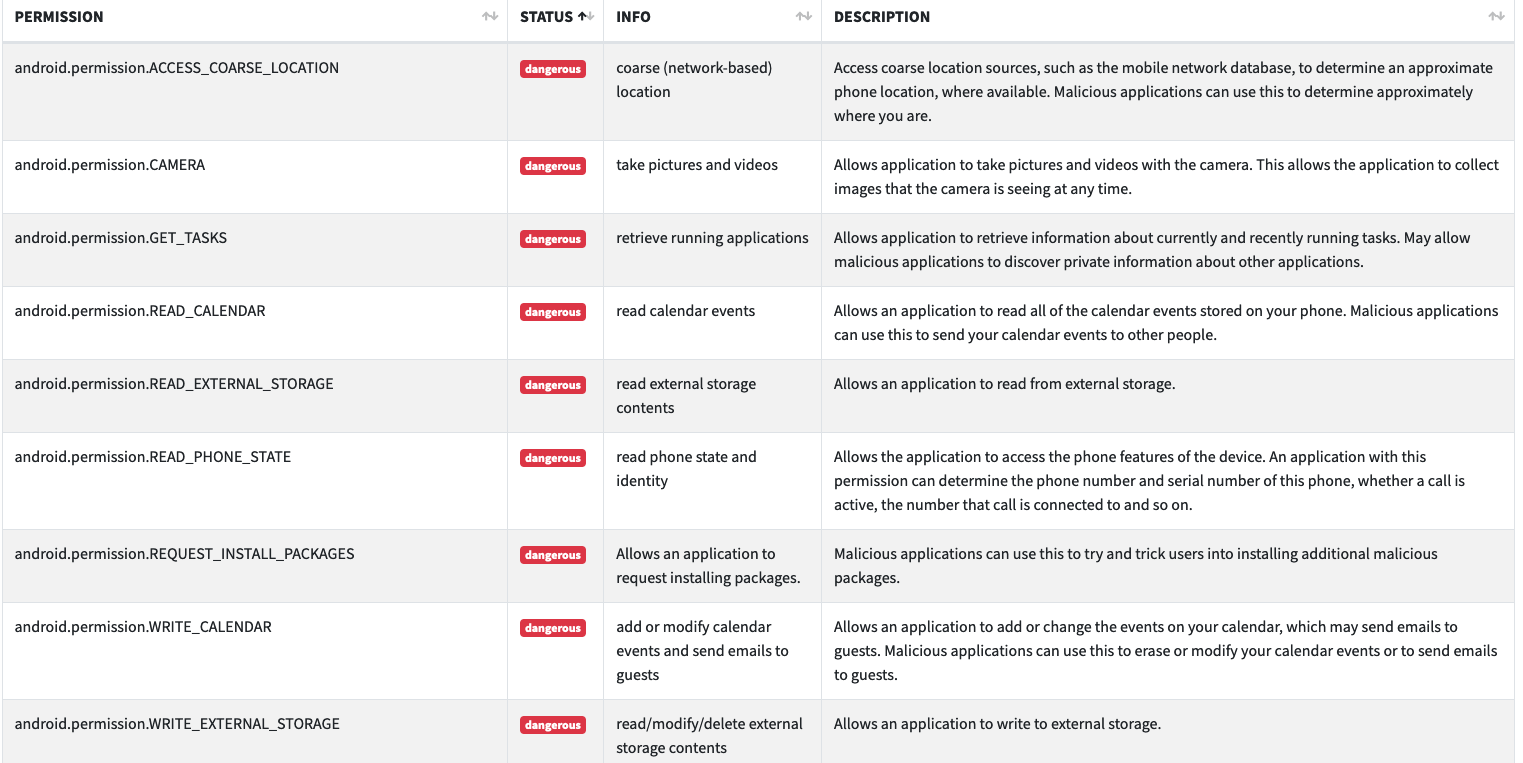 PERMISSION STATUS INFO DESCRIPTION
android.permission.ACCESS_COARSE_LOCATION dangerous coarse (network-based) Access coarse location sources, such as the mobile network database, to determine an approximate
location phone location, where available. Malicious applications can use this to determine approximately
where you are.
android.permission.CAMERA dangerous take pictures and videos Allows application to take pictures and videos with the camera. This allows the application to collect
images that the camera is seeing at any time.
android.permission.GET_TASKS dangerous retrieve running applications Allows application to retrieve information about currently and recently running tasks. May allow
malicious applications to discover private information about other applications.
android.permission.READ_CALENDAR dangerous read calendar events Allows an application to read all of the calendar events stored on your phone. Malicious applications
can use this to send your calendar events to other people.
android.permission.READ_EXTERNAL_STORAGE dangerous read external storage Allows an application to read from external storage.
contents
android.permission.READ_PHONE_STATE dangerous read phone state and Allows the application to access the phone features of the device. An application with this
identity permission can determine the phone number and serial number of this phone, whether a call is
active, the number that call is connected to and so on.
android.permission.REQUEST_INSTALL_PACKAGES dangerous Allows an application to Malicious applications can use this to try and trick users into installing additional malicious
request installing packages. packages.
android.permission.WRITE_CALENDAR dangerous add or modify calendar Allows an application to add or change the events on your calendar, which may send emails to
events and send emails to guests. Malicious applications can use this to erase or modify your calendar events or to send emails
guests to guests.
android.permission.WRITE_EXTERNAL_STORAGE dangerous read/modify/delete external Allows an application to write to external storage.
storage contents